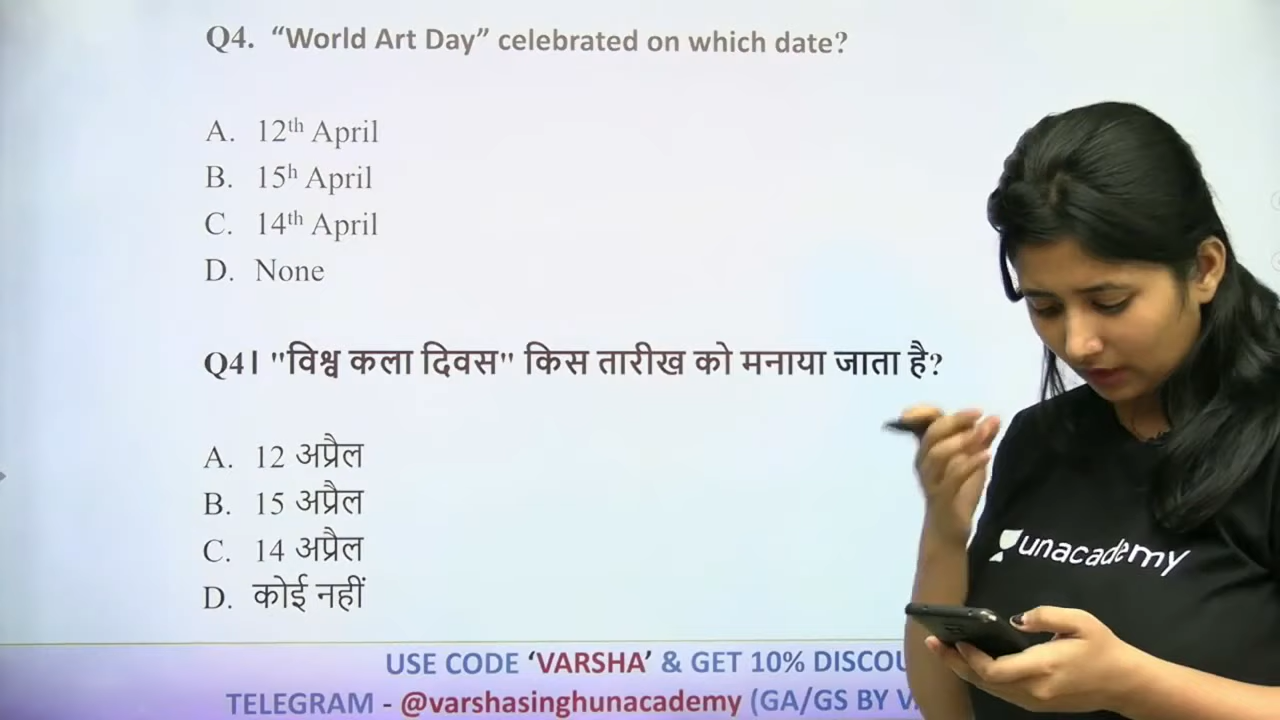 Q4. “World Art Day” celebrated on which date?
A. 12th April
B. 15h April
C. 14th April
D. None
Q4। "विश्व कला दिवस" किस तारीख को मनाया जाता है?
A. 12 अप्रैल
B. 15 अप्रैल
C. 14 अप्रैल
D. कोई नहीं
unacademy
USE CODE ‘VARSHA’ & GET 10%
TELEGRAM - @varshasinghunacademy (GA/GS BY